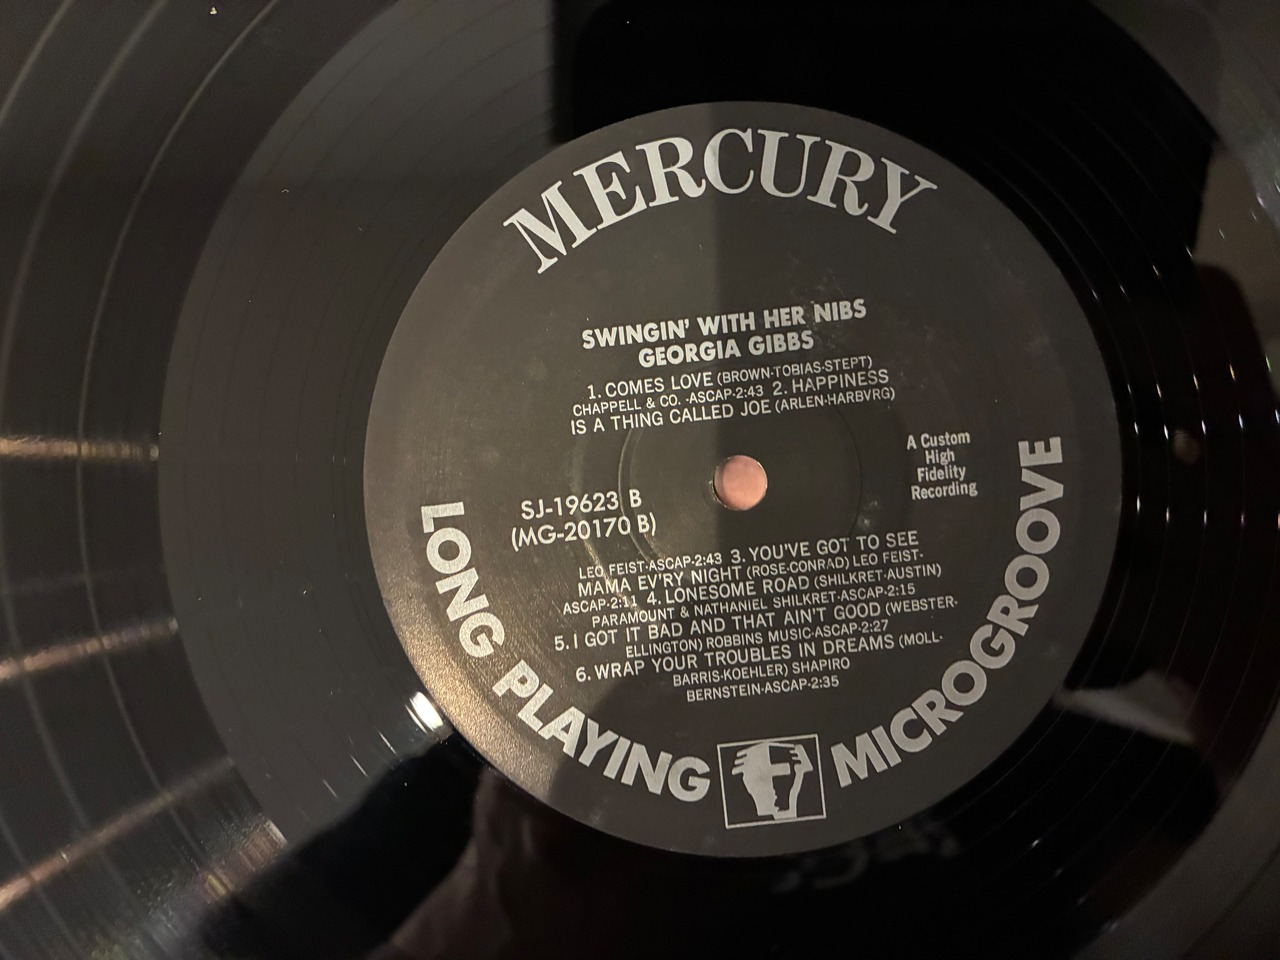 MERCURY
SWINGIN' WITH HER NIBS
GEORGIA GIBBS
1. COMES LOVE (BROWN-TOBIAS-STEPT)
CHAPPELL & CO. -ASCAP-2:43 2. HAPPINESS
IS A THING CALLED JOE (ARLEN-HARBVRG)
A Custom
High
Fidelity
Recording
SJ-19623 B
(MG-20170 B)
LEO FEIST-ASCAP-2:43 3. YOU'VE GOT TO SEE
MAMA EV'RY NIGHT (ROSE-CONRAD) LEO FEIST-
ASCAP-2:11 4. LONESOME ROAD (SHILKRET-AUSTIN)
PARAMOUNT & NATHANIEL SHILKRET-ASCAP-2:15
5. I GOT IT BAD AND THAT AIN'T GOOD (WEBSTER-
ELLINGTON) ROBBINS MUSIC-ASCAP-2:27
6. WRAP YOUR TROUBLES IN DREAMS (MOLL-
BARRIS-KOEHLER) SHAPIRO
BERNSTEIN-ASCAP-2:35
LONG PLAYING MICROGROOVE